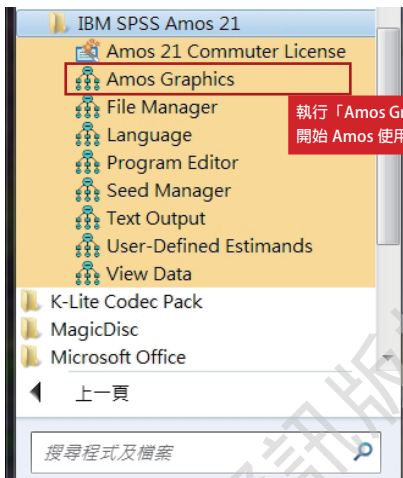 IBM SPSS Amos 21
Amos 21 Commuter License
Amos Graphics
File Manager
執行「Amos G
開始 Amos 使用
Language
Program Editor
Seed Manager
Text Output
User-Defined Estimands
View Data
K-Lite Codec Pack
MagicDisc
Microsoft Office
上一頁
搜尋程式及檔案
訊版